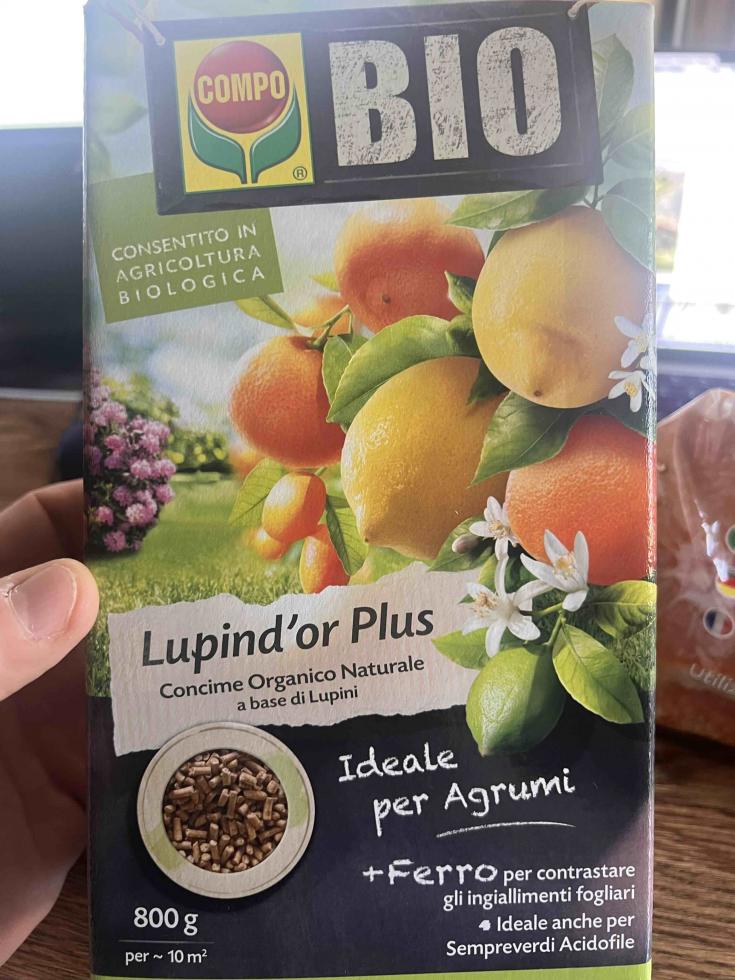 COMPO
®
BIO
CONSENTITO IN
AGRICOLTURA
BIOLOGICA
Lupind'or Plus
Concime Organico Naturale
a base di Lupini
Ideale
per Agrumi
+Ferro per contrastare
gli ingiallimenti fogliari
Ideale anche per
Sempreverdi Acidofile
800 g
per ~ 10 m²